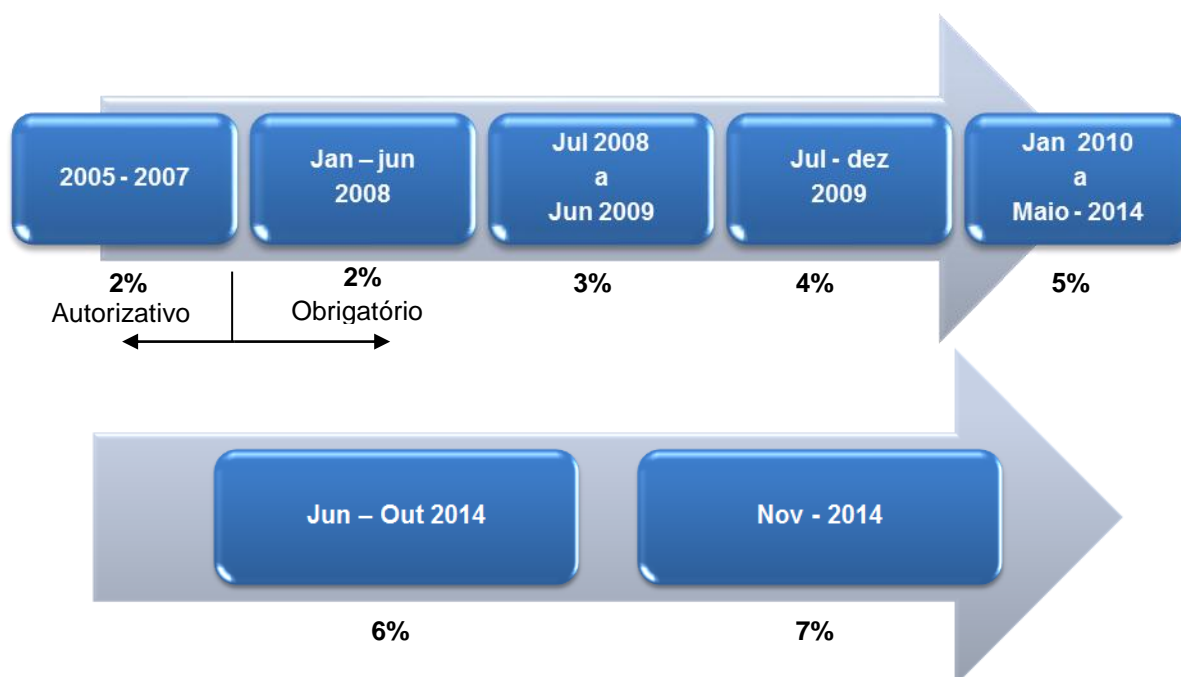 2005 - 2007
Jan – jun
2008
Jul 2008
a
Jun 2009
Jul - dez
2009
Jan 2010
a
Maio - 2014
2%
Autorizativo
2%
Obrigatório
3%
4%
5%
Jun – Out 2014
Nov - 2014
6%
7%